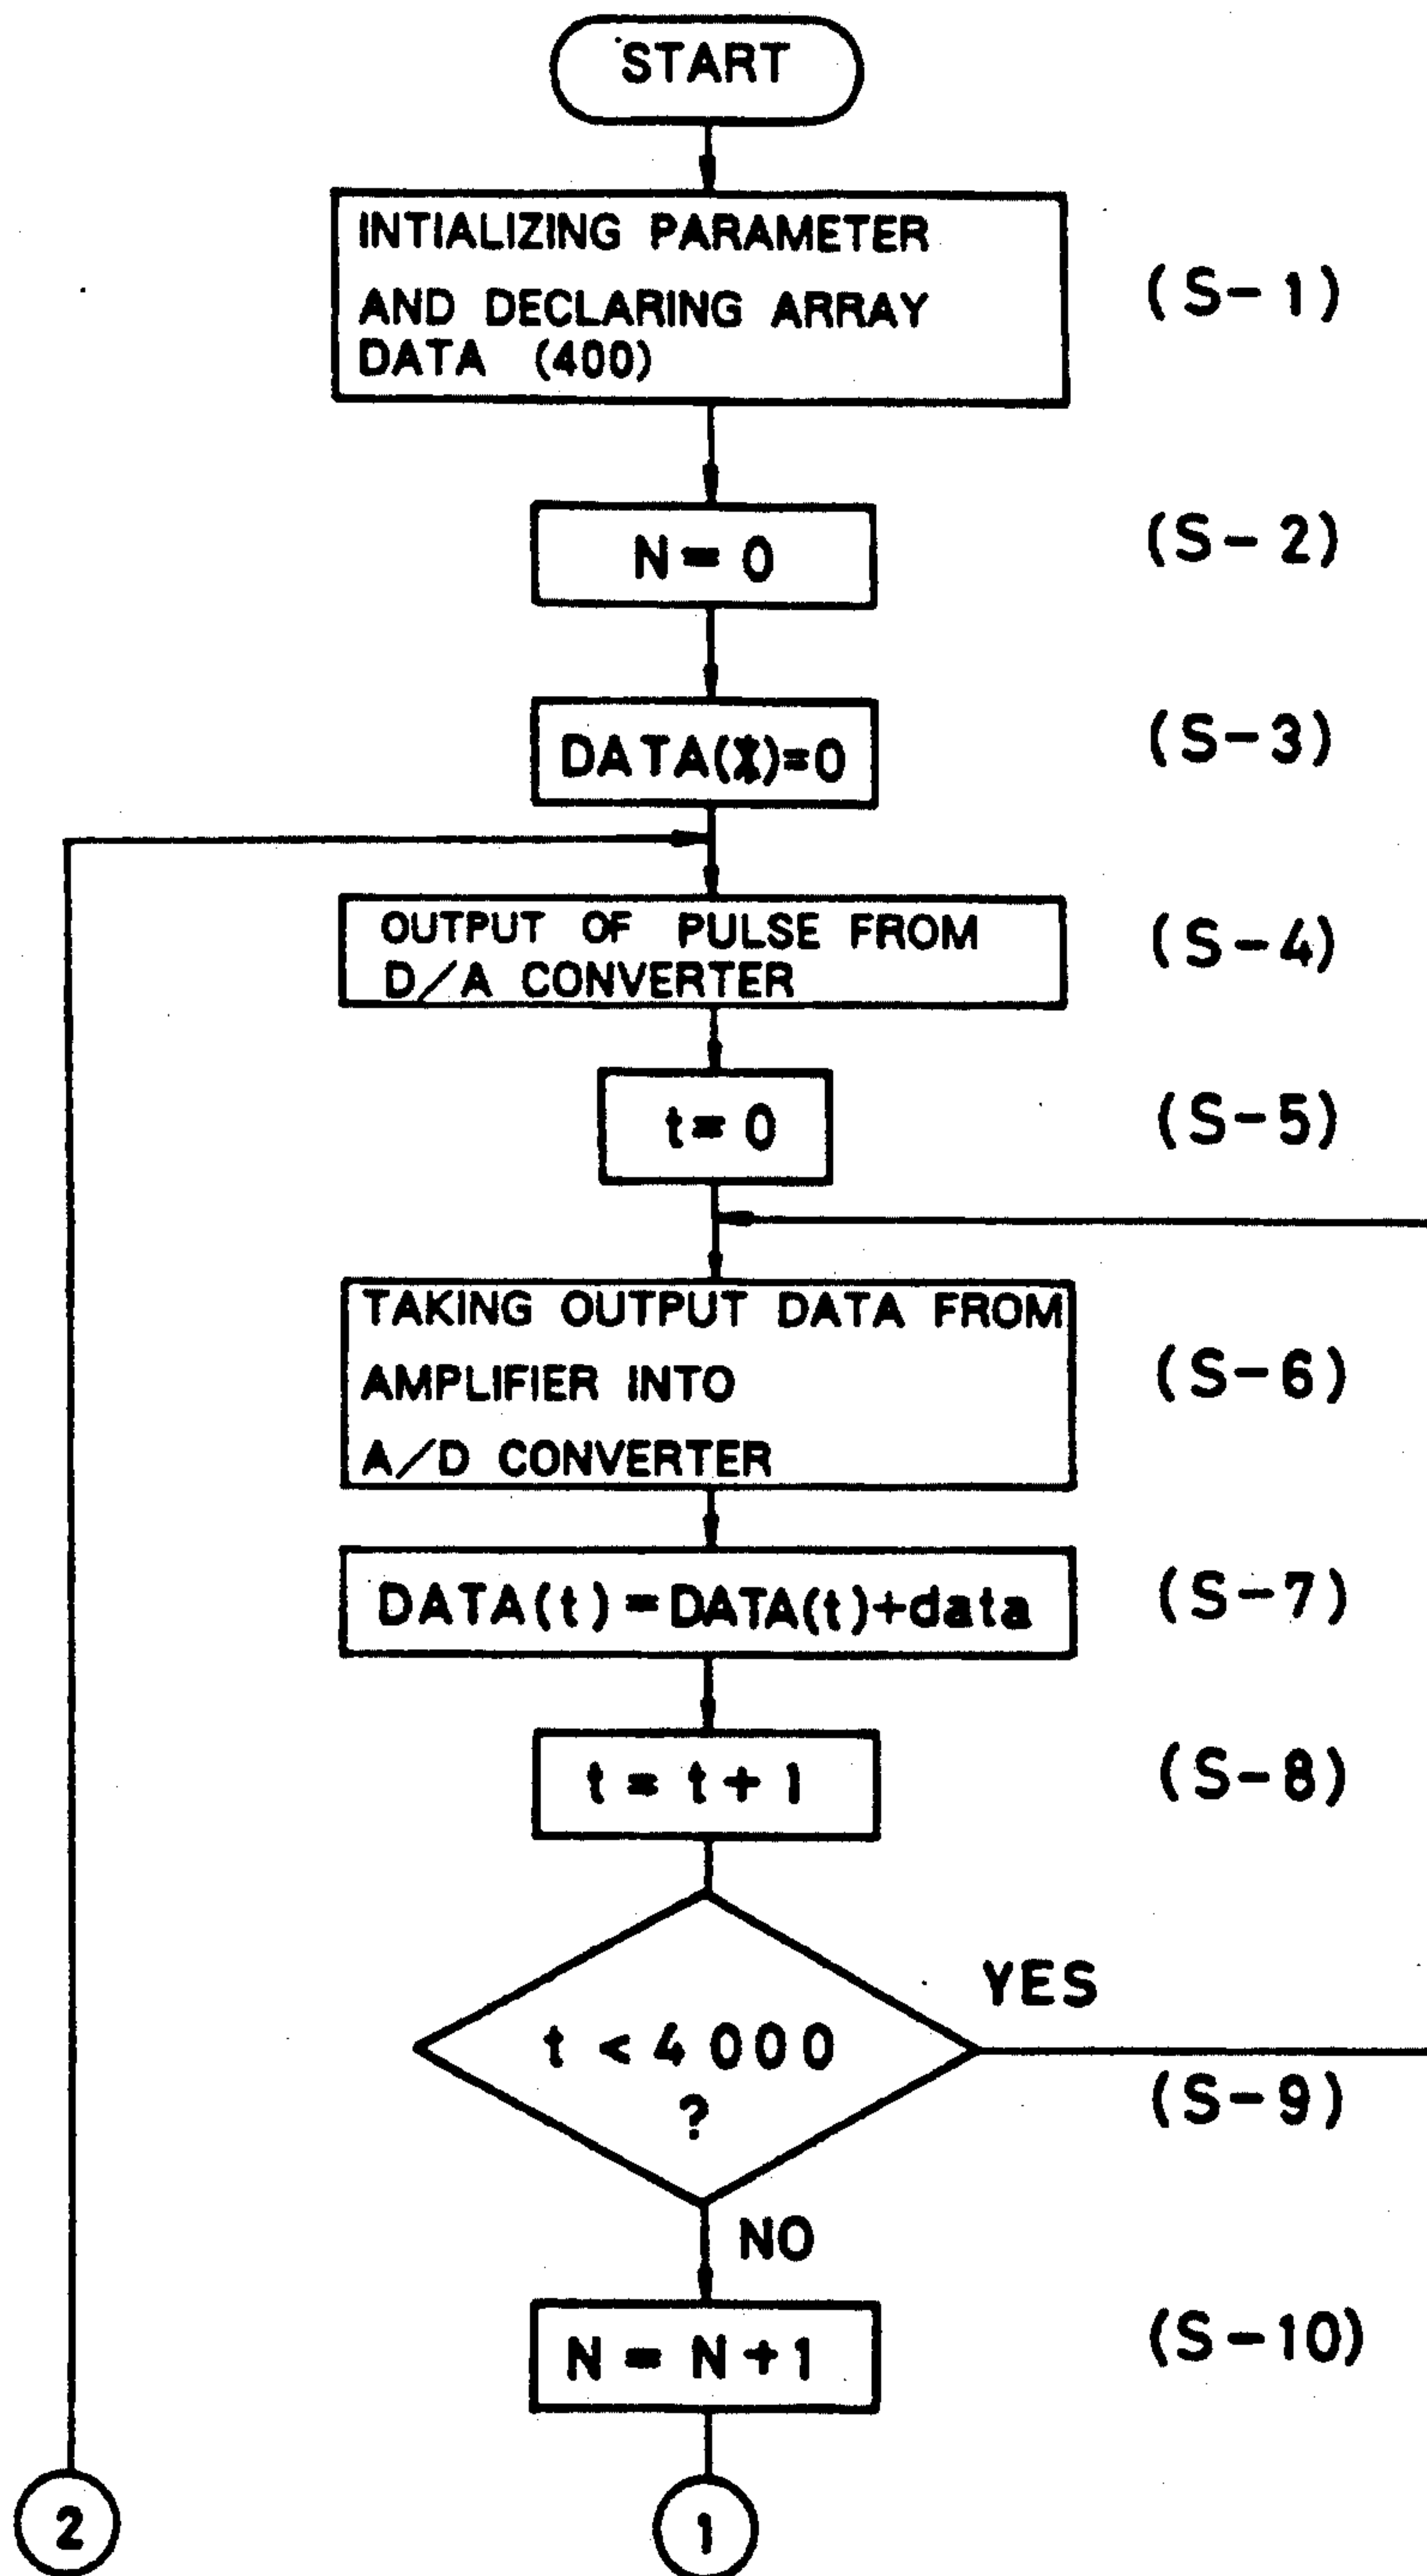 START
INTIALIZING PARAMETER
AND DECLARING ARRAY
DATA (400)
(S-1)
N = 0
(S-2)
DATA(*)=0
(S-3)
OUTPUT OF PULSE FROM
D/A CONVERTER
(S-4)
t = 0
(S-5)
TAKING OUTPUT DATA FROM
AMPLIFIER INTO
A/D CONVERTER
(S-6)
DATA(t) = DATA(t)+data
(S-7)
t = t + 1
(S-8)
t < 4000
?
YES
(S-9)
NO
N = N + 1
(S-10)
2
1